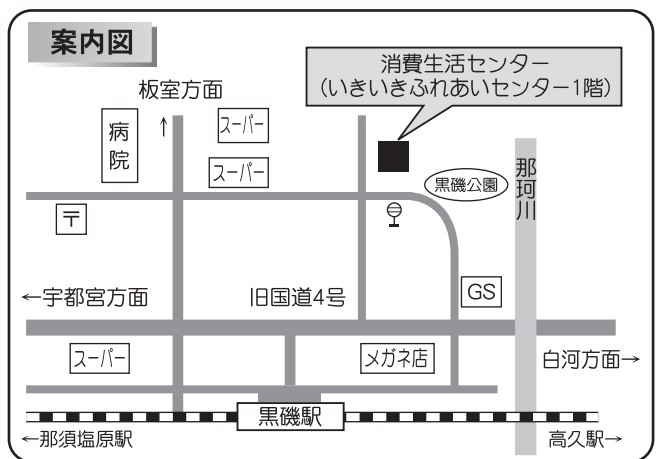 案内図
消費生活センター
(いきいきふれあいセンター1階)
板室方面
↑
病院
スーパー
スーパー
黒磯公園
那珂川
〒
←宇都宮方面
旧国道4号
GS
スーパー
メガネ店
白河方面→
黒磯駅
←那須塩原駅
高久駅→